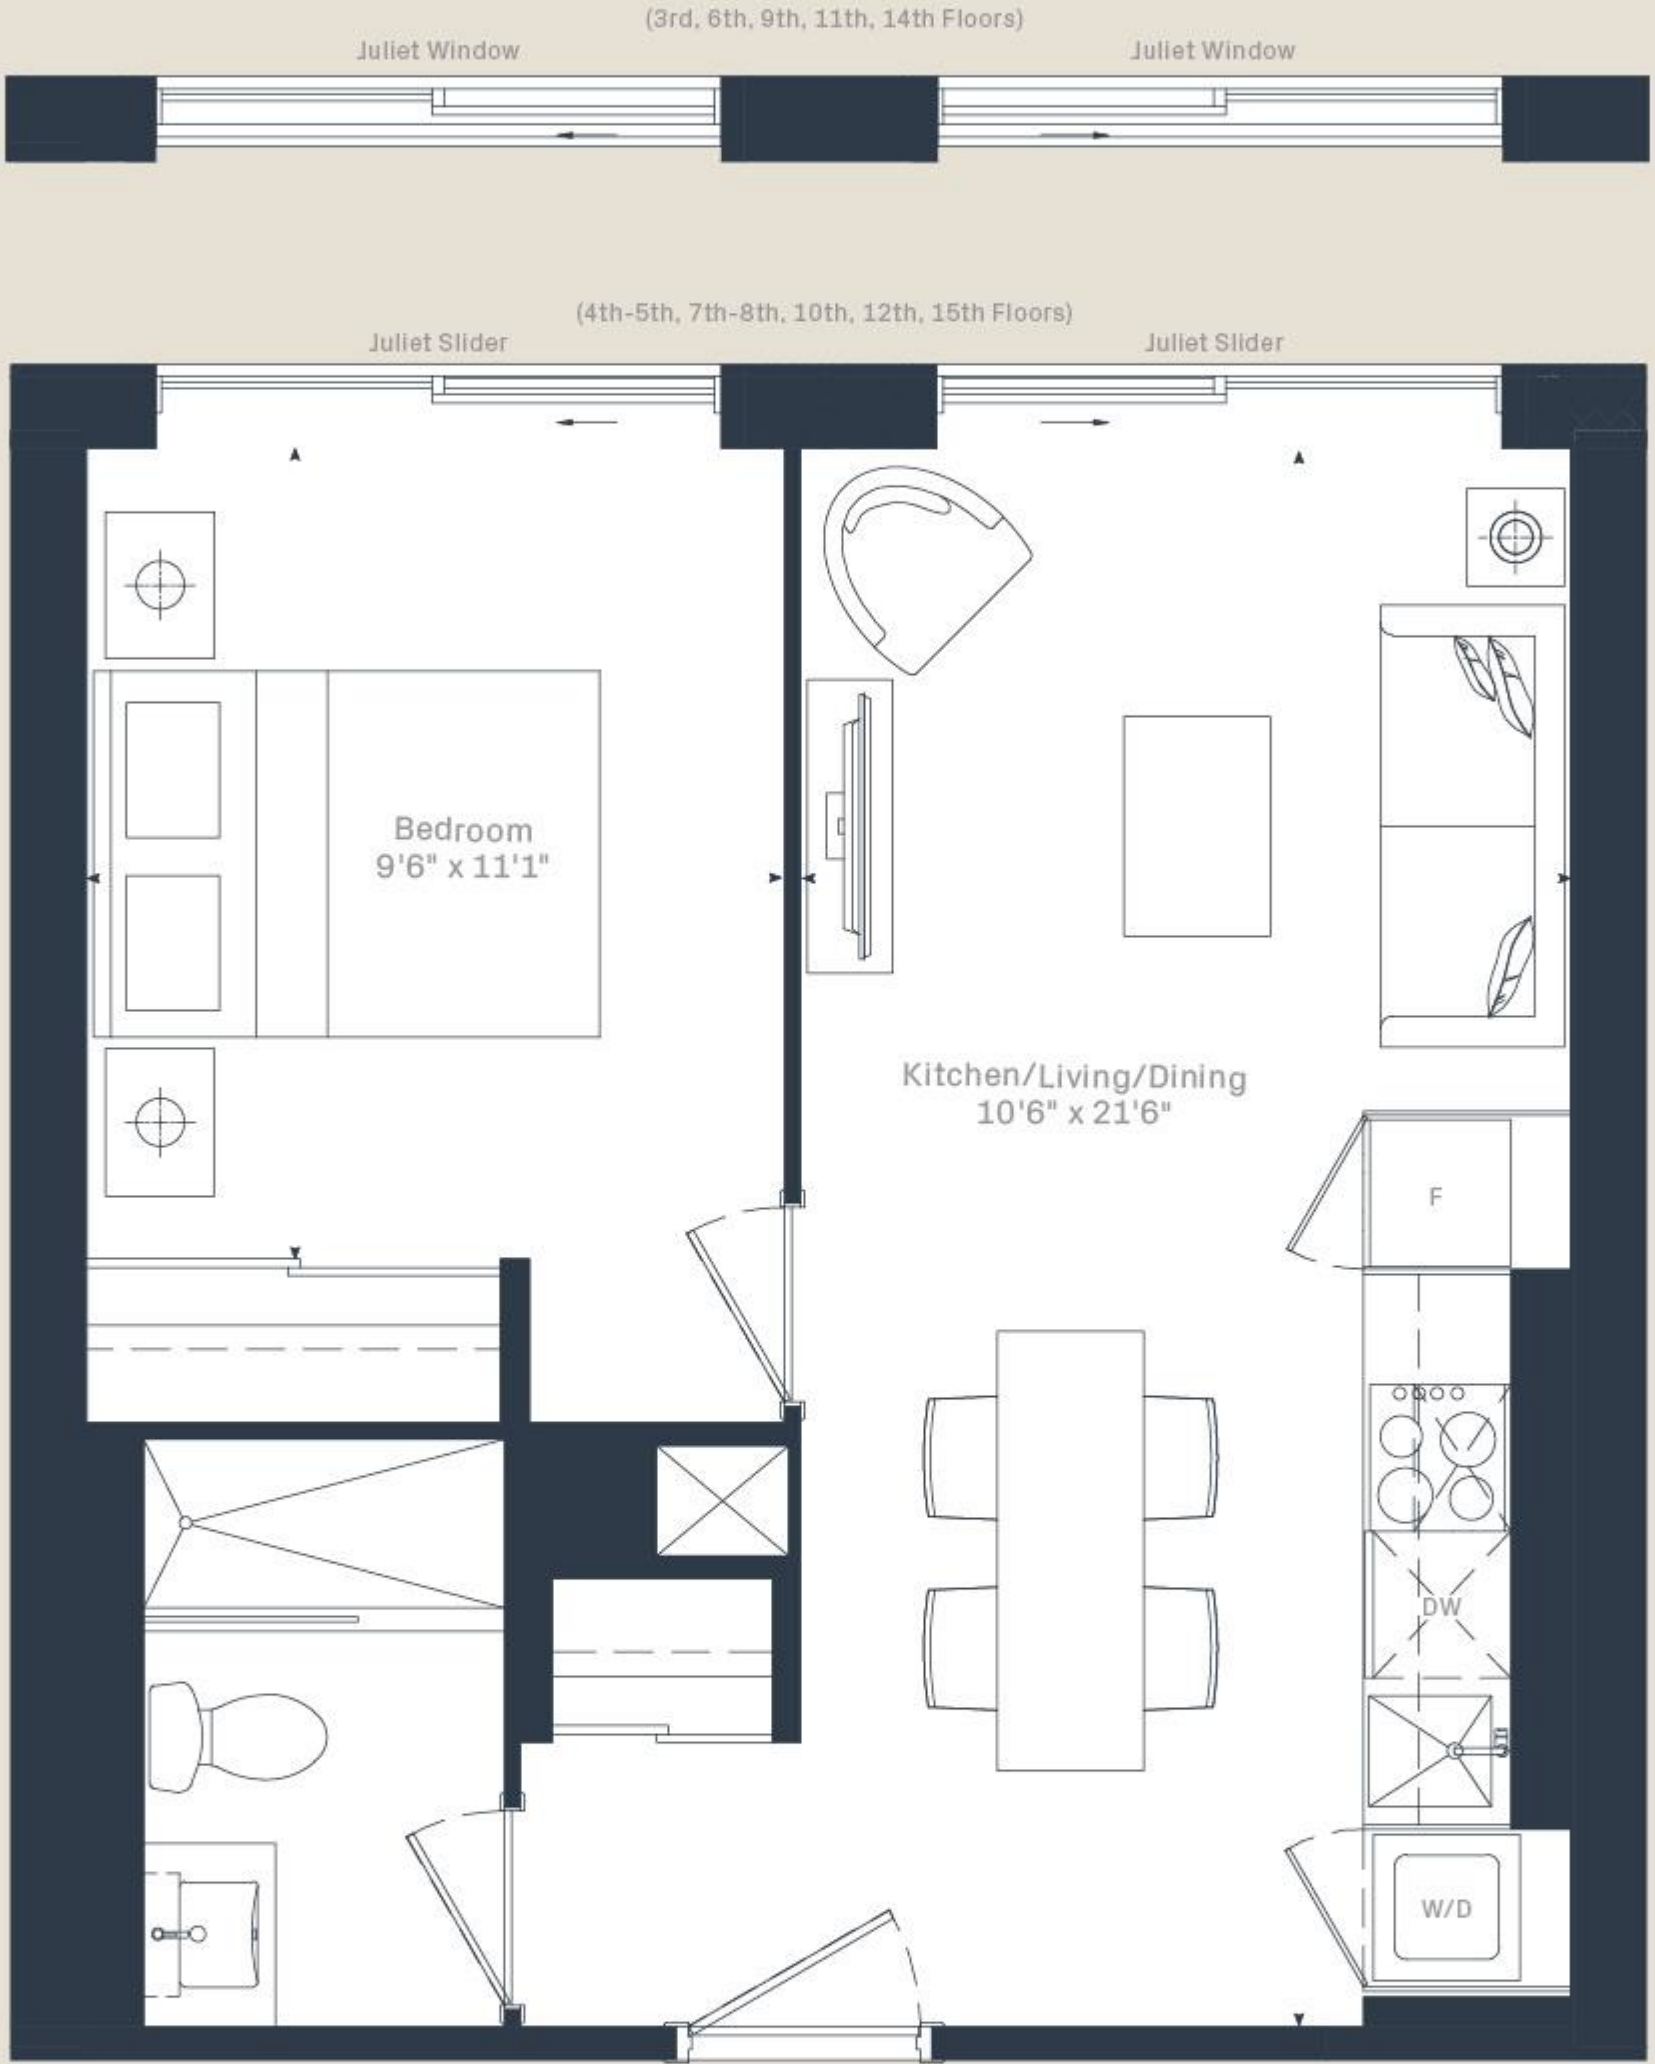 (3rd, 6th, 9th, 11th, 14th Floors)
Juliet Window
Juliet Window
(4th-5th, 7th-8th, 10th, 12th, 15th Floors)
Juliet Slider
Juliet Slider
Bedroom
9'6" x 11'1"
Kitchen/Living/Dining
10'6" x 21'6"
F
DW
W/D